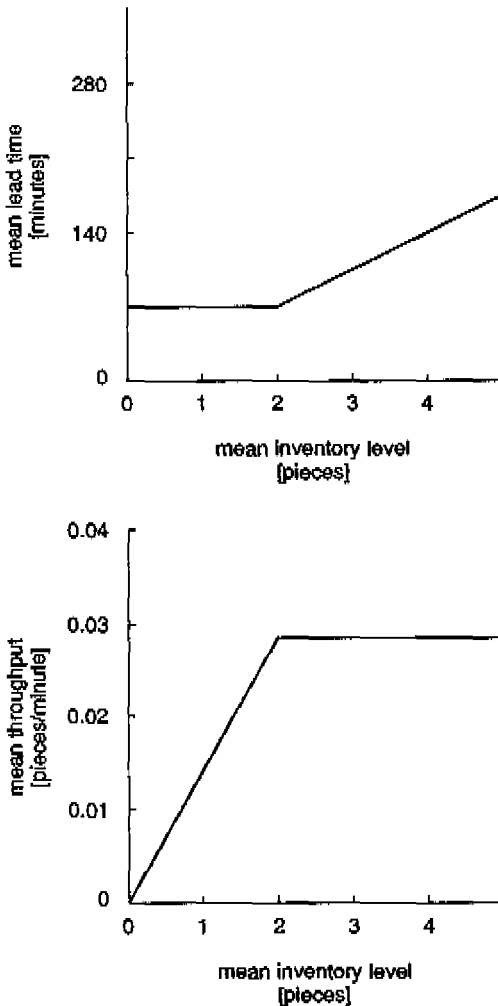 280
mean lead time
[minutes]
140
0
0 1 2 3 4
mean inventory level
[pieces]
0.04
0.03
mean throughput
[pieces/minute]
0.02
0.01
0
0 1 2 3 4
mean inventory level
[pieces]